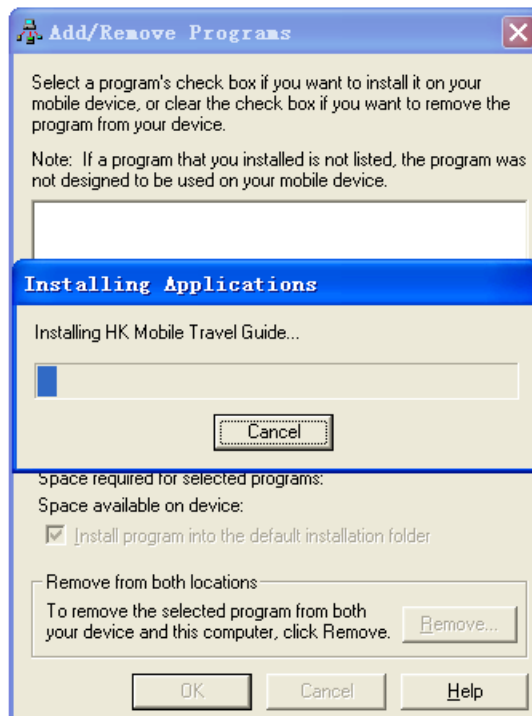 Add/Remove Programs
Select a program's check box if you want to install it on your
mobile device, or clear the check box if you want to remove the
program from your device.
Note: If a program that you installed is not listed, the program was
not designed to be used on your mobile device.
Installing Applications
Installing HK Mobile Travel Guide...
Cancel
Space required for selected programs:
Space available on device:
Install program into the default installation folder
Remove from both locations
To remove the selected program from both
your device and this computer, click Remove.
Remove...
OK
Cancel
Help